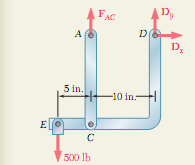 F_AC
D_y
A
D
D_x
5 in.
10 in.
E
C
500 lb